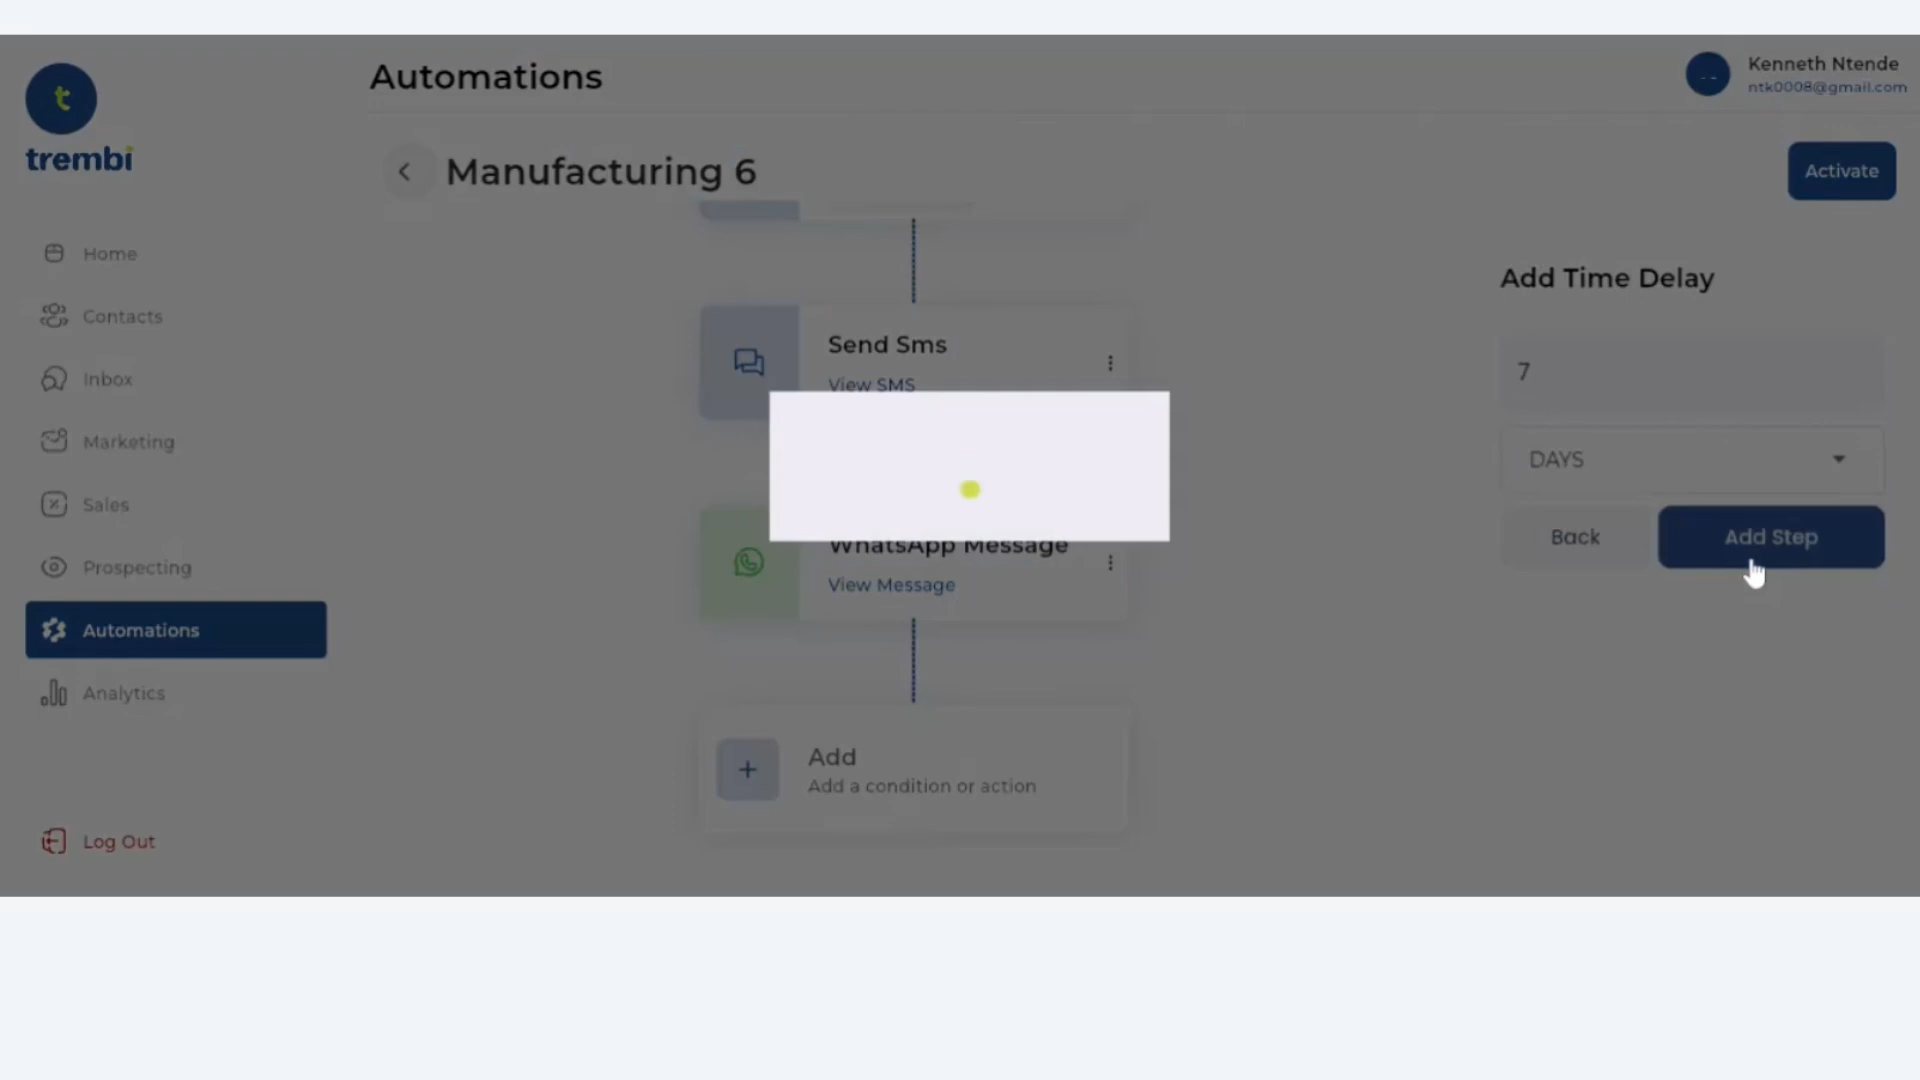 Automations
Kenneth Ntende
ntk0008@gmail.com
t
trembi
Manufacturing 6
Activate
Home
Contacts
Inbox
Marketing
Sales
Prospecting
Automations
Analytics
Log Out
Send Sms
View SMS
WhatsApp Message
View Message
Add
Add a condition or action
Add Time Delay
7
DAYS
Back
Add Step